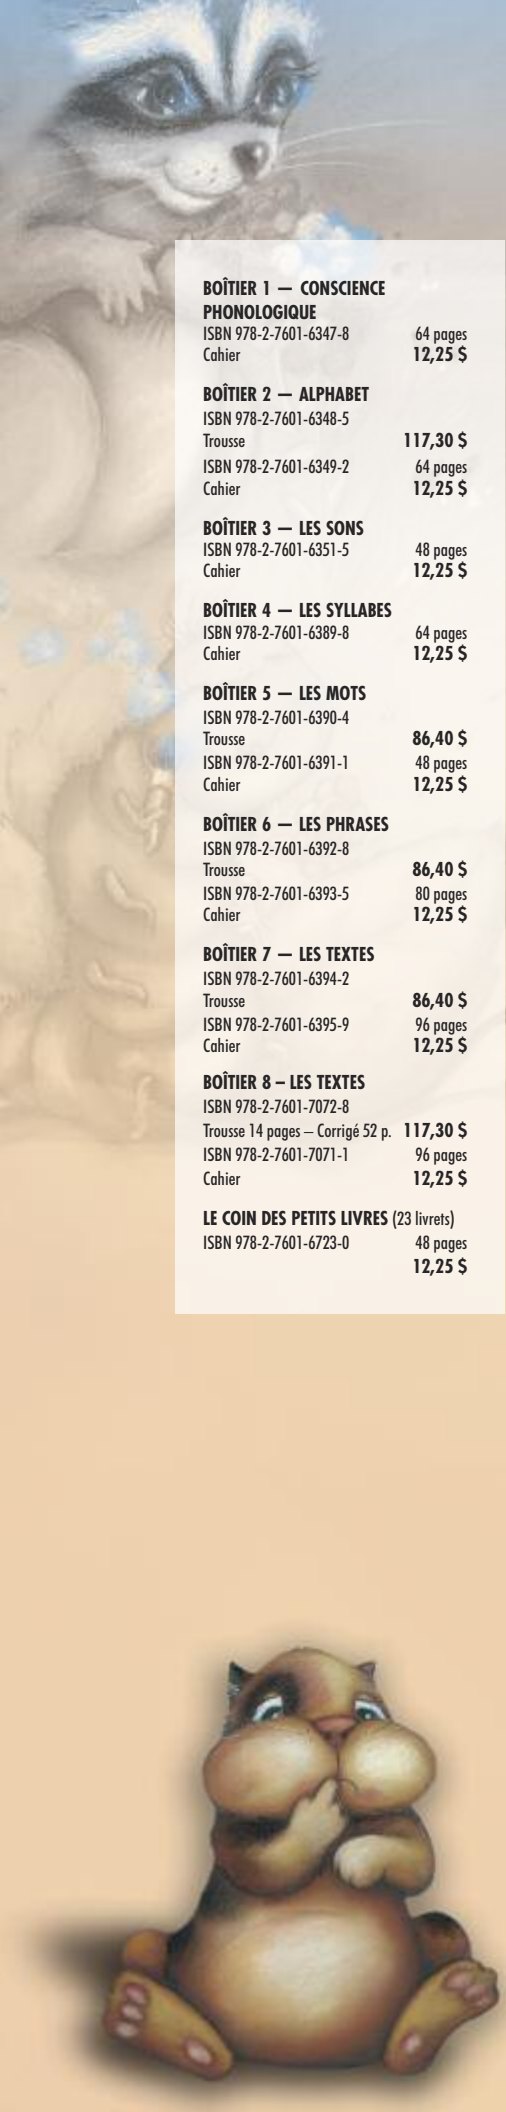 BOÎTIER 1 — CONSCIENCE
PHONOLOGIQUE
ISBN 978-2-7601-6347-8 64 pages
Cahier 12,25 $
BOÎTIER 2 — ALPHABET
ISBN 978-2-7601-6348-5
Trousse 117,30 $
ISBN 978-2-7601-6349-2 64 pages
Cahier 12,25 $
BOÎTIER 3 — LES SONS
ISBN 978-2-7601-6351-5 48 pages
Cahier 12,25 $
BOÎTIER 4 — LES SYLLABES
ISBN 978-2-7601-6389-8 64 pages
Cahier 12,25 $
BOÎTIER 5 — LES MOTS
ISBN 978-2-7601-6390-4
Trousse 86,40 $
ISBN 978-2-7601-6391-1 48 pages
Cahier 12,25 $
BOÎTIER 6 — LES PHRASES
ISBN 978-2-7601-6392-8
Trousse 86,40 $
ISBN 978-2-7601-6393-5 80 pages
Cahier 12,25 $
BOÎTIER 7 — LES TEXTES
ISBN 978-2-7601-6394-2
Trousse 86,40 $
ISBN 978-2-7601-6395-9 96 pages
Cahier 12,25 $
BOÎTIER 8 – LES TEXTES
ISBN 978-2-7601-7072-8
Trousse 14 pages – Corrigé 52 p. 117,30 $
ISBN 978-2-7601-7071-1 96 pages
Cahier 12,25 $
LE COIN DES PETITS LIVRES (23 livrets)
ISBN 978-2-7601-6723-0 48 pages
12,25 $